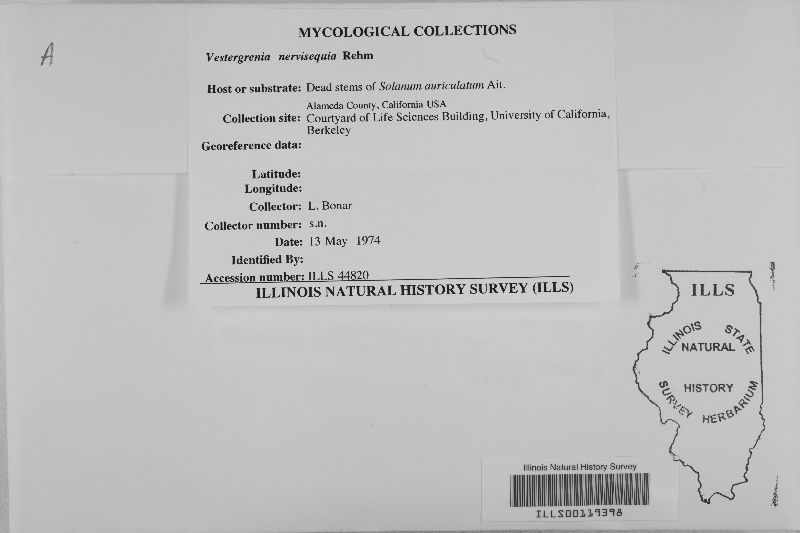 A
MYCOLOGICAL COLLECTIONS
Vestergrenia nervisequia Rehm
Host or substrate: Dead stems of Solanum auriculatum Ait.
Alameda County, California USA
Collection site: Courtyard of Life Sciences Building, University of California,
Berkeley
Georeference data:
Latitude:
Longitude:
Collector: L. Bonar
Collector number: s.n.
Date: 13 May 1974
Identified By:
Accession number: ILLS 44820
ILLINOIS NATURAL HISTORY SURVEY (ILLS)
ILLS
ILLINOIS STATE
NATURAL
HISTORY
SURVEY HERBARIUM
Illinois Natural History Survey
ILLS00119398